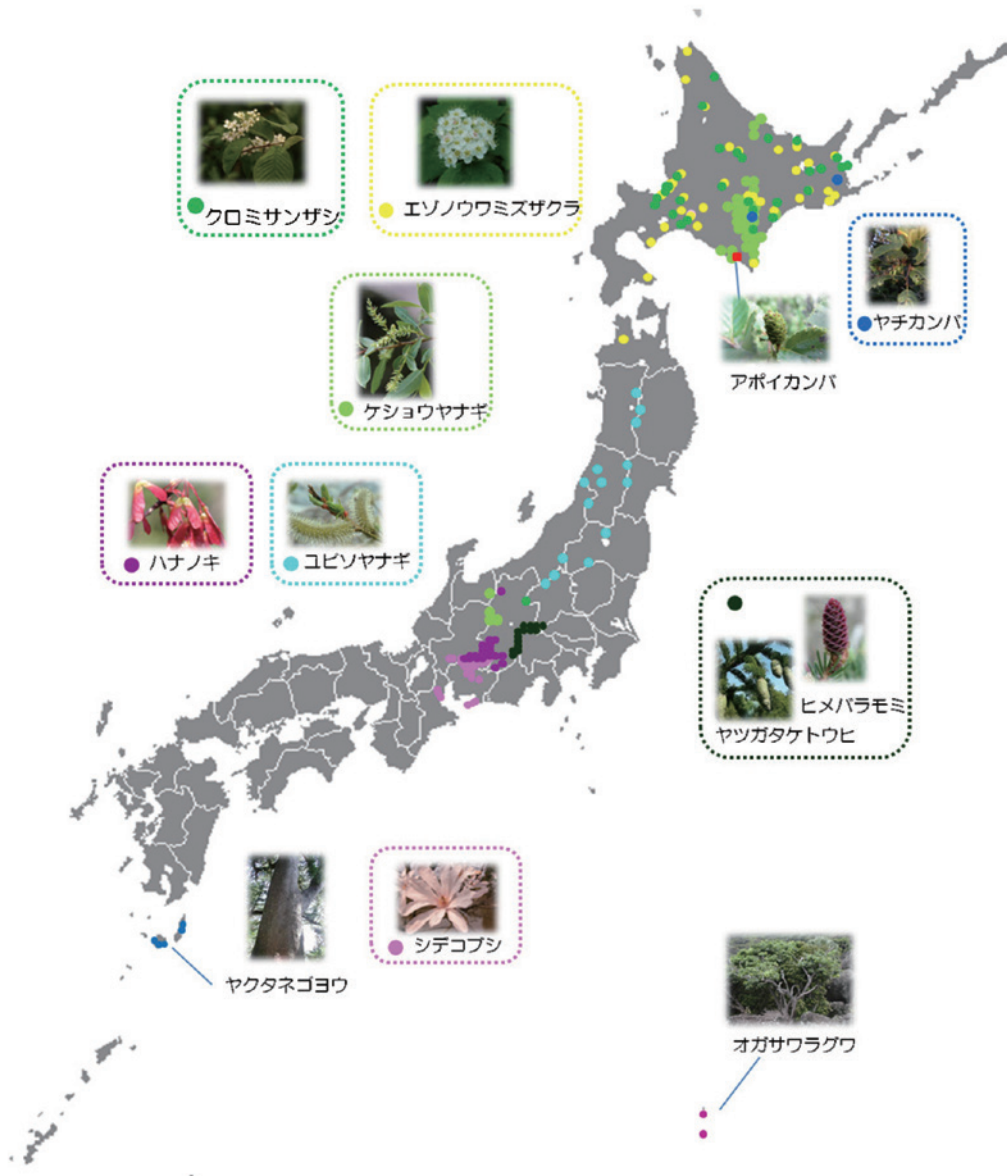 クロミサンザシ
エゾノウワミズザクラ
ヤチカンバ
アポイカンバ
ケショウヤナギ
ハナノキ
ユビソヤナギ
ヒメバラモミ
ヤツガタケトウヒ
シデコブシ
ヤクタネゴヨウ
オガサワラグワ